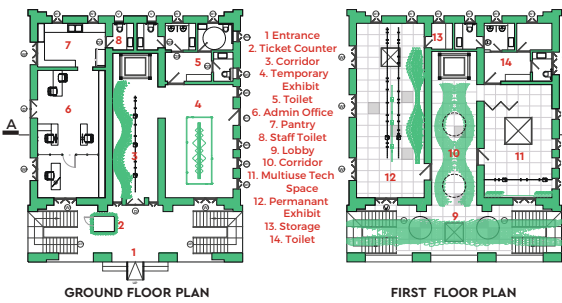 7
8
5
6
4
3
A
2
1
1 Entrance
2. Ticket Counter
3. Corridor
4. Temporary
Exhibit
5. Toilet
6. Admin Office
7. Pantry
8. Staff Toilet
9. Lobby
10. Corridor
11. Multiuse Tech
Space
12. Permanant
Exhibit
13. Storage
14. Toilet
13
14
10
11
12
9
GROUND FLOOR PLAN
FIRST FLOOR PLAN